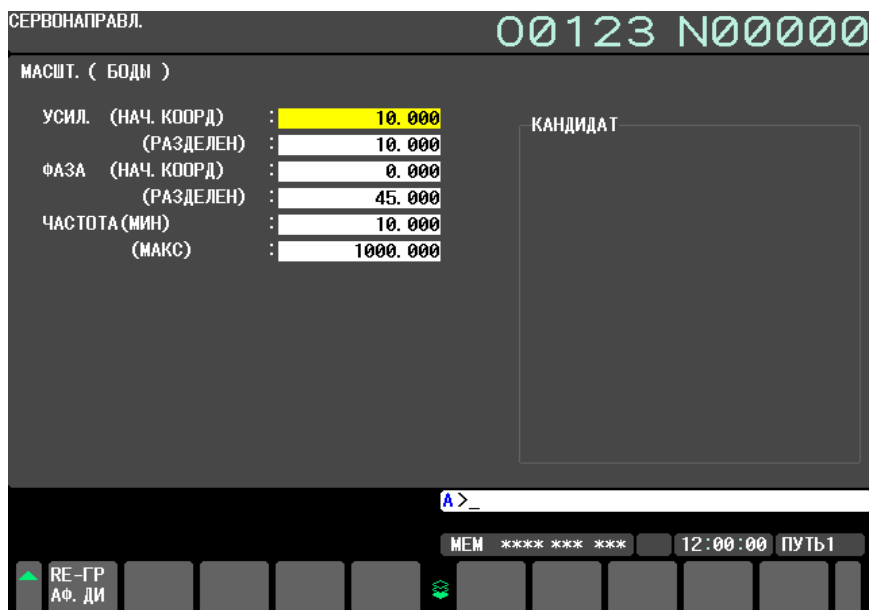 СЕРВОНАПРАВЛ.
O0123 N00000
МАСШТ. ( БОДЫ )
УСИЛ. (НАЧ. КООРД) : 10.000
(РАЗДЕЛЕН) : 10.000
ФАЗА (НАЧ. КООРД) : 0.000
(РАЗДЕЛЕН) : 45.000
ЧАСТОТА(МИН) : 10.000
(МАКС) : 1000.000
КАНДИДАТ
A>_
MEM **** *** *** 12:00:00 ПУТЬ1
RE-ГР
АФ. ДИ